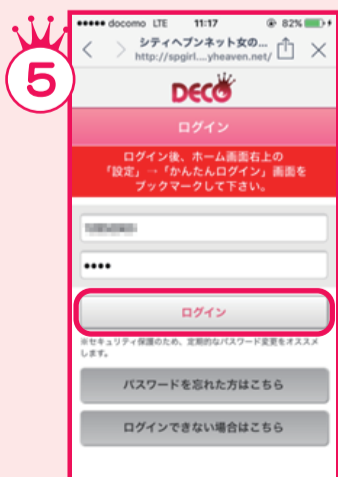 5
docomo LTE 11:17 82%
シティヘブンネット女の...
http://spgirl....yheaven.net/
DECO
ログイン
ログイン後、ホーム画面右上の
「設定」→「かんたんログイン」画面を
ブックマークして下さい。
••••
ログイン
※セキュリティ保護のため、定期的なパスワード変更をオススメ
します。
パスワードを忘れた方はこちら
ログインできない場合はこちら